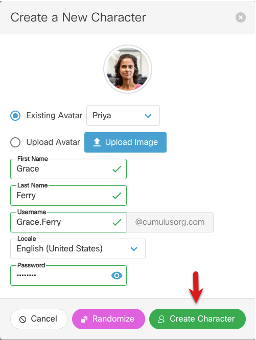 Create a New Character
Existing Avatar Priya
Upload Avatar Upload Image
First Name
Grace
Last Name
Ferry
Username
Grace.Ferry @cumulusorg.com
Locale
English (United States)
Password
••••••••
Cancel Randomize Create Character